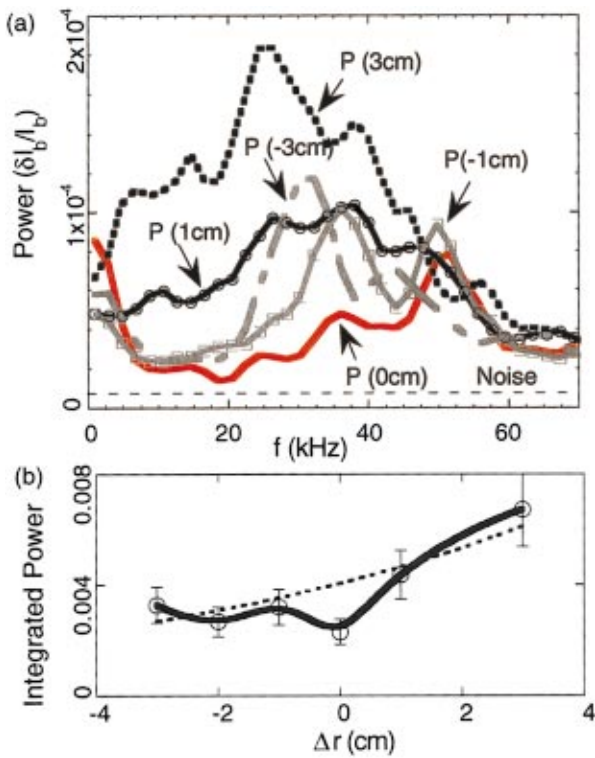 (a)
2x10⁻⁴
P (3cm)
P (-3cm)
P(-1cm)
Power (δI_b/I_b)
1x10⁻⁴
P (1cm)
P (0cm)
Noise
0
0 20 40 60
f (kHz)
(b)
0.008
Integrated Power
0.004
0
-4 -2 0 2 4
Δr (cm)